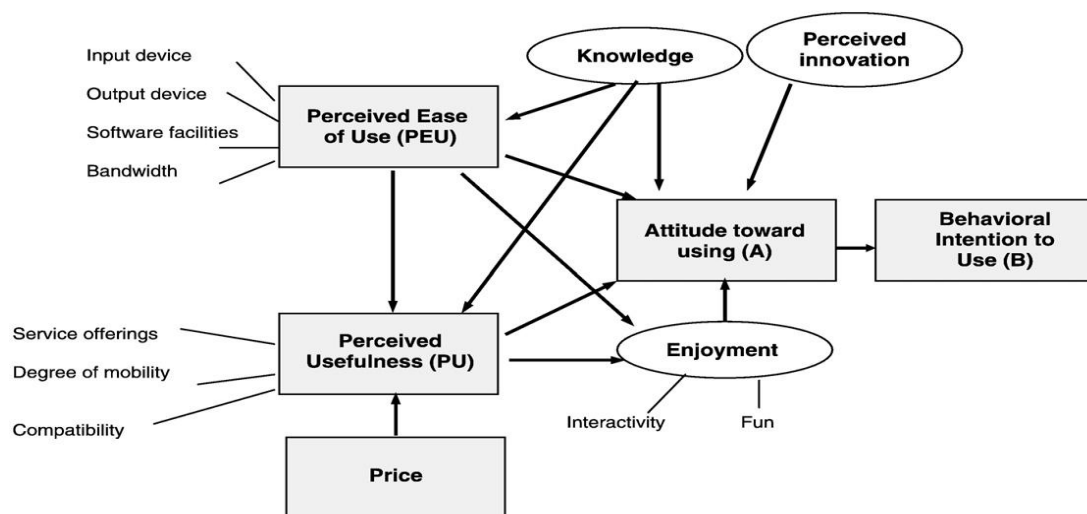 Input device
Output device
Software facilities
Bandwidth
Perceived Ease
of Use (PEU)
Knowledge
Perceived
innovation
Attitude toward
using (A)
Behavioral
Intention to
Use (B)
Service offerings
Degree of mobility
Compatibility
Perceived
Usefulness (PU)
Enjoyment
Interactivity
Fun
Price